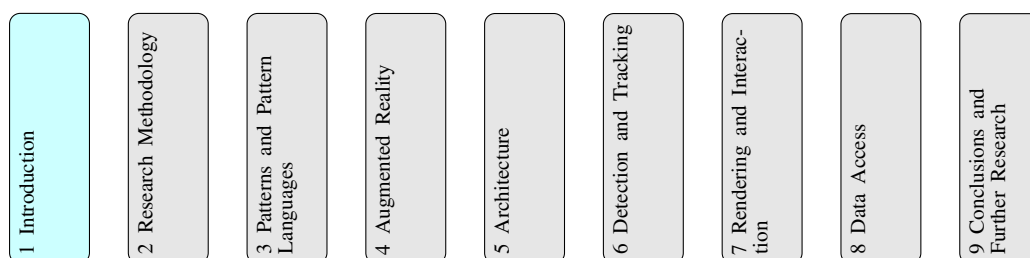 1 Introduction
2 Research Methodology
3 Patterns and Pattern
Languages
4 Augmented Reality
5 Architecture
6 Detection and Tracking
7 Rendering and Interac-
tion
8 Data Access
9 Conclusions and
Further Research